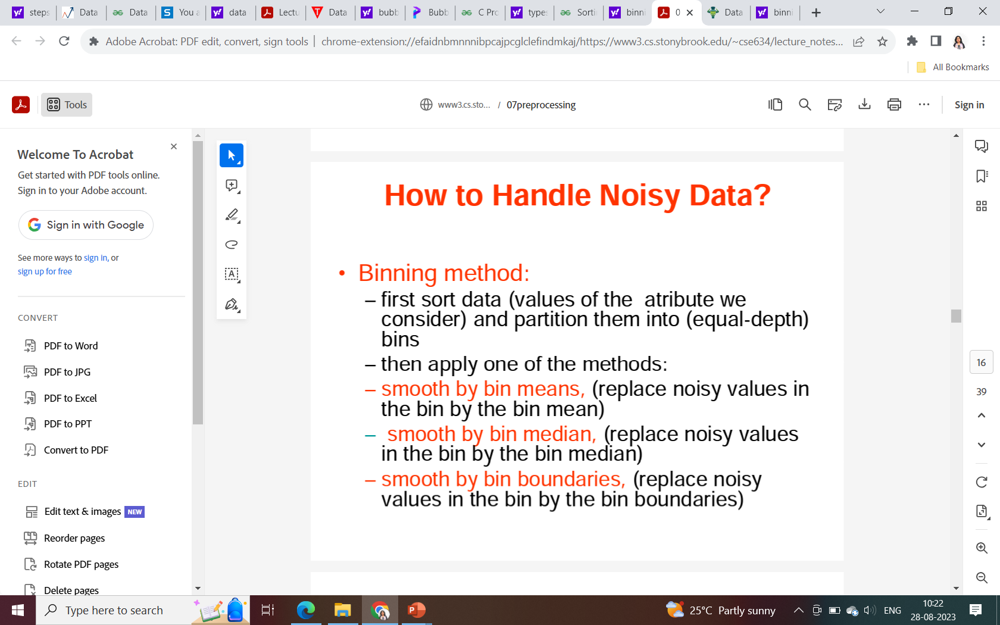 steps
Data
Data
You a
data
Lectu
Data
bubb
Bubb
C Pro
types
Sorti
binni
0
Data
binni
Adobe Acrobat: PDF edit, convert, sign tools
chrome-extension://efaidnbmnnnibpcajpcglclefindmkaj/https://www3.cs.stonybrook.edu/~cse634/lecture_notes...
All Bookmarks
Tools
www3.cs.sto... / 07preprocessing
Sign in
Welcome To Acrobat
Get started with PDF tools online.
Sign in to your Adobe account.
Sign in with Google
See more ways to sign in, or
sign up for free
CONVERT
PDF to Word
PDF to JPG
PDF to Excel
PDF to PPT
Convert to PDF
EDIT
Edit text & images NEW
Reorder pages
Rotate PDF pages
Delete pages
How to Handle Noisy Data?
• Binning method:
– first sort data (values of the atribute we
consider) and partition them into (equal-depth)
bins
– then apply one of the methods:
– smooth by bin means, (replace noisy values in
the bin by the bin mean)
– smooth by bin median, (replace noisy values
in the bin by the bin median)
– smooth by bin boundaries, (replace noisy
values in the bin by the bin boundaries)
16
39
Type here to search
25°C Partly sunny
ENG
10:22
28-08-2023